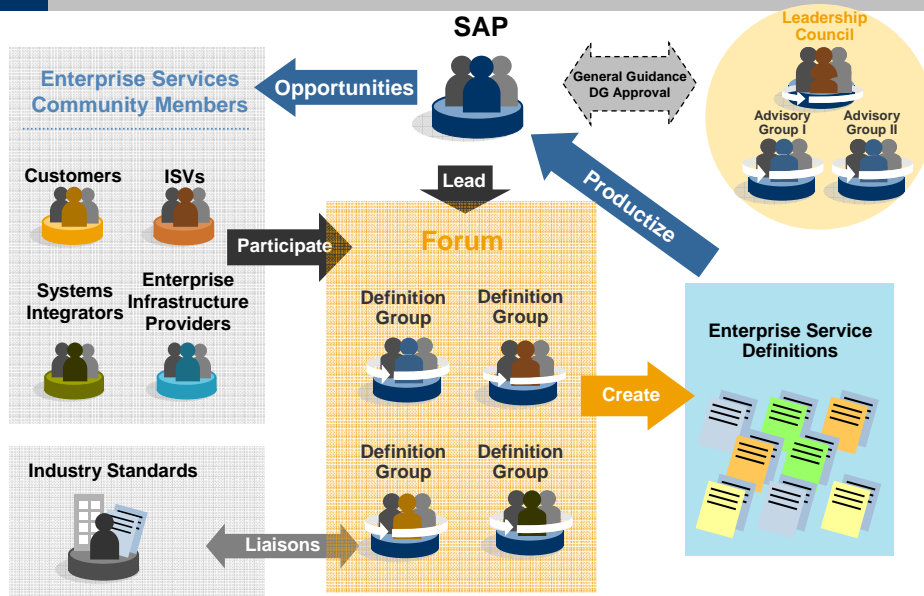 SAP
Leadership
Council
Advisory
Group I
Advisory
Group II
General Guidance
DG Approval
Opportunities
Enterprise Services
Community Members
Customers
ISVs
Systems
Integrators
Enterprise
Infrastructure
Providers
Participate
Lead
Productize
Forum
Definition
Group
Definition
Group
Definition
Group
Definition
Group
Create
Enterprise Service
Definitions
Industry Standards
Liaisons